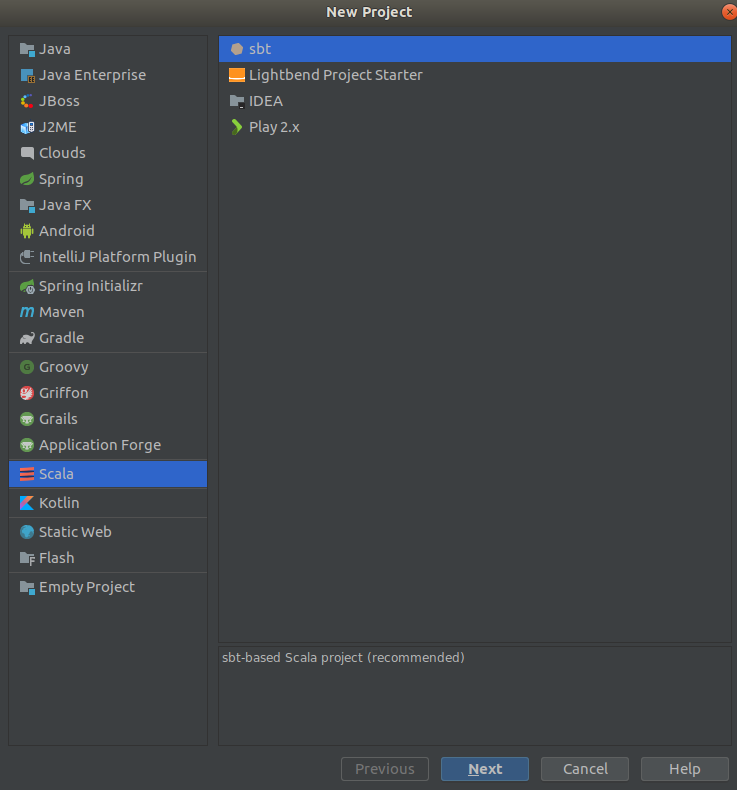 New Project
Java
Java Enterprise
JBoss
J2ME
Clouds
Spring
Java FX
Android
IntelliJ Platform Plugin
Spring Initializr
Maven
Gradle
Groovy
Griffon
Grails
Application Forge
Scala
Kotlin
Static Web
Flash
Empty Project
sbt
Lightbend Project Starter
IDEA
Play 2.x
sbt-based Scala project (recommended)
Previous
Next
Cancel
Help